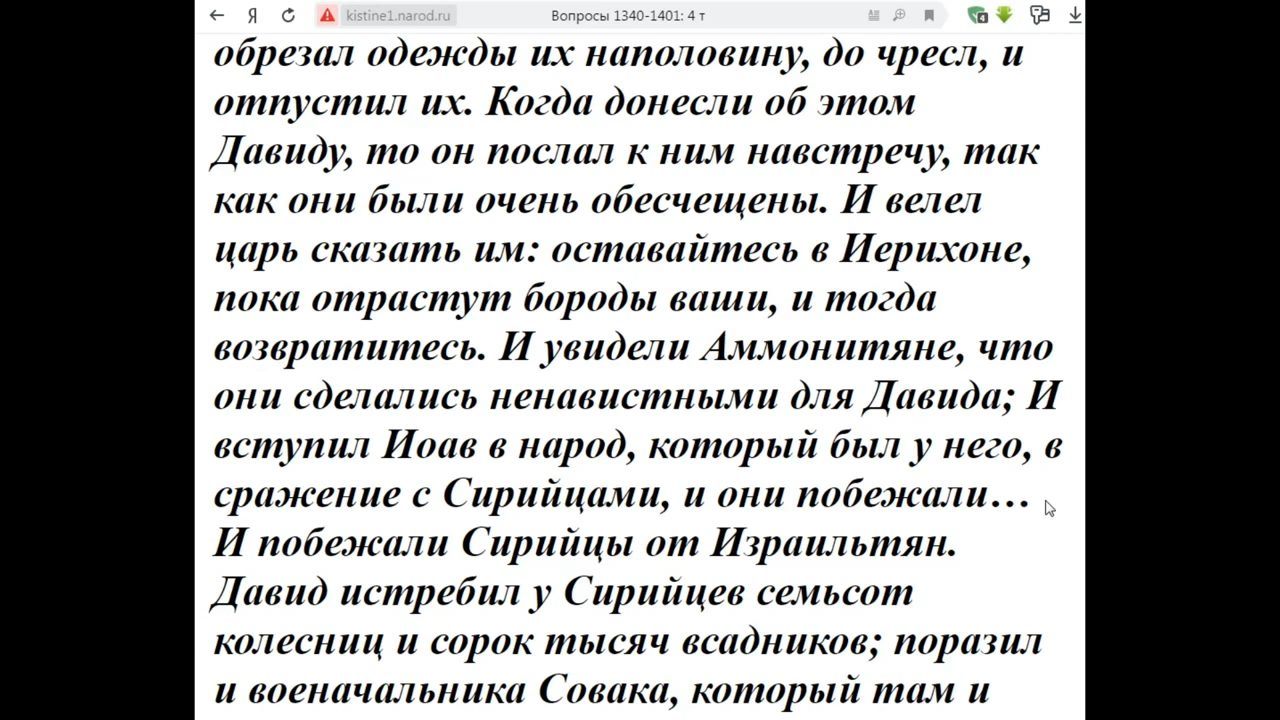 Я
kistine1.narod.ru
Вопросы 1340-1401: 4 т
4
обрезал одежды их наполовину, до чресл, и
отпустил их. Когда донесли об этом
Давиду, то он послал к ним навстречу, так
как они были очень обесчещены. И велел
царь сказать им: оставайтесь в Иерихоне,
пока отрастут бороды ваши, и тогда
возвратитесь. И увидели Аммонитяне, что
они сделались ненавистными для Давида; И
вступил Иоав в народ, который был у него, в
сражение с Сирийцами, и они побежали…
И побежали Сирийцы от Израильтян.
Давид истребил у Сирийцев семьсот
колесниц и сорок тысяч всадников; поразил
и военачальника Совака, который там и